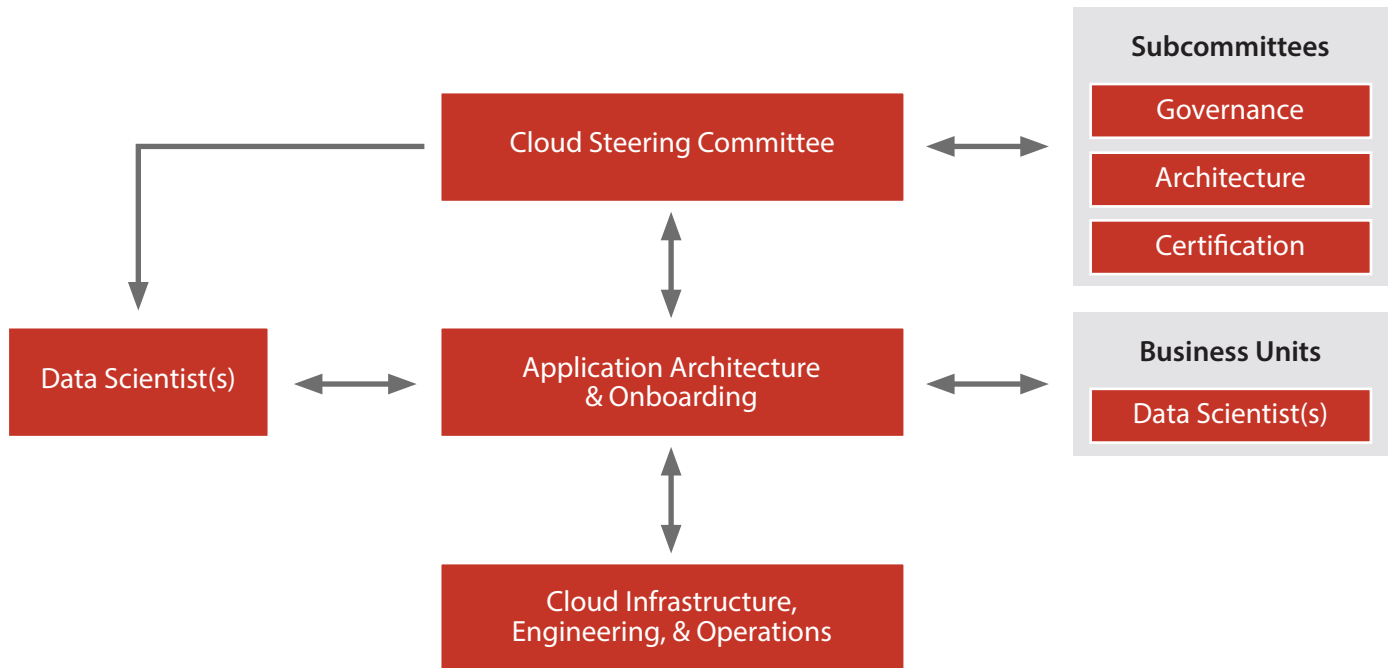 Subcommittees
Governance
Architecture
Certification
Cloud Steering Committee
Data Scientist(s)
Application Architecture
& Onboarding
Business Units
Data Scientist(s)
Cloud Infrastructure,
Engineering, & Operations